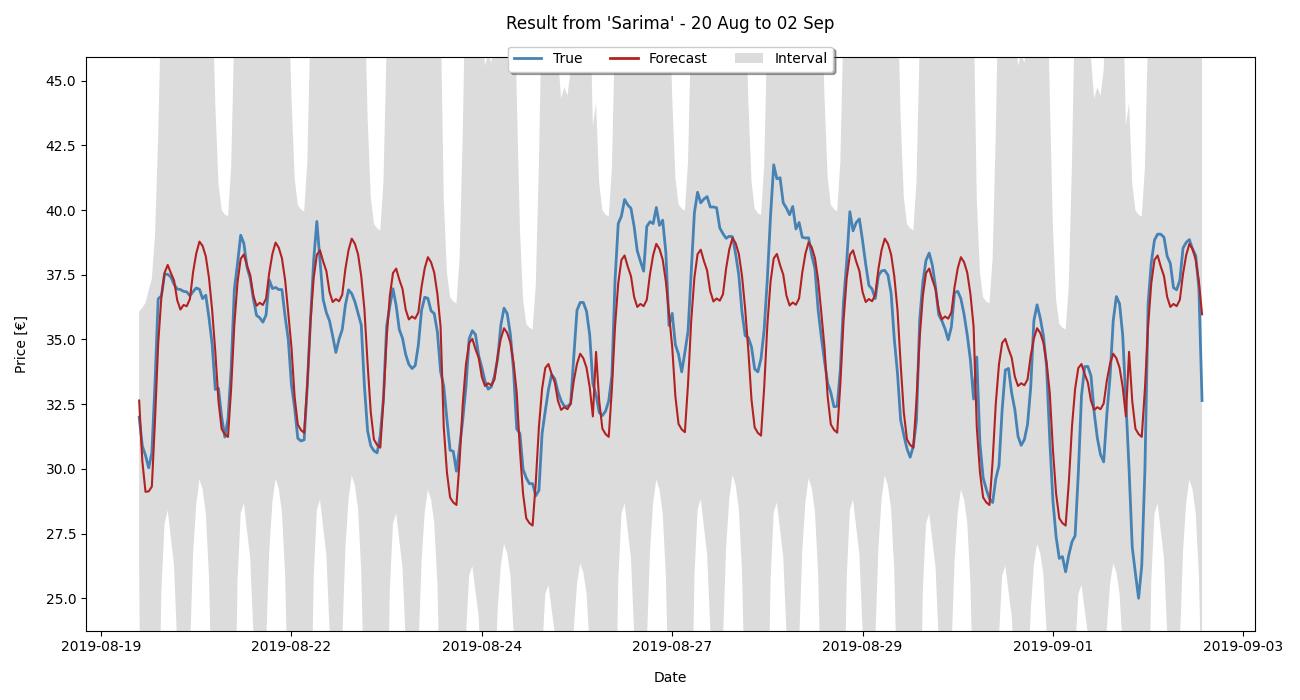 Result from 'Sarima' - 20 Aug to 02 Sep
True Forecast Interval
45.0
42.5
40.0
37.5
35.0
32.5
30.0
27.5
25.0
Price [€]
2019-08-19 2019-08-22 2019-08-24 2019-08-27 2019-08-29 2019-09-01 2019-09-03
Date